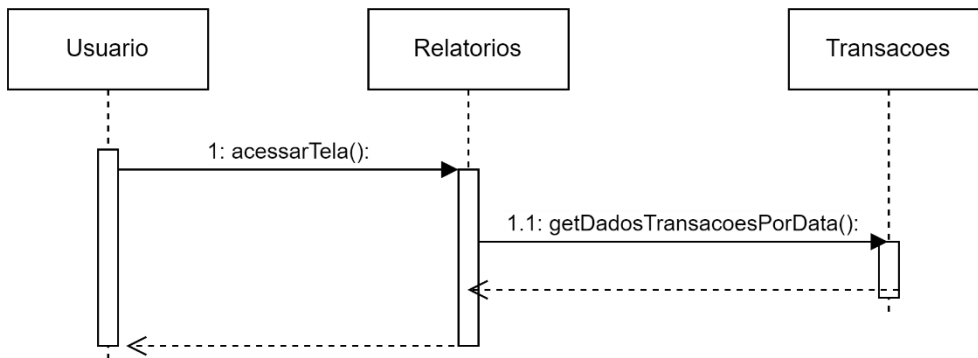 Usuario
Relatorios
Transacoes
1: acessarTela():
1.1: getDadosTransacoesPorData():